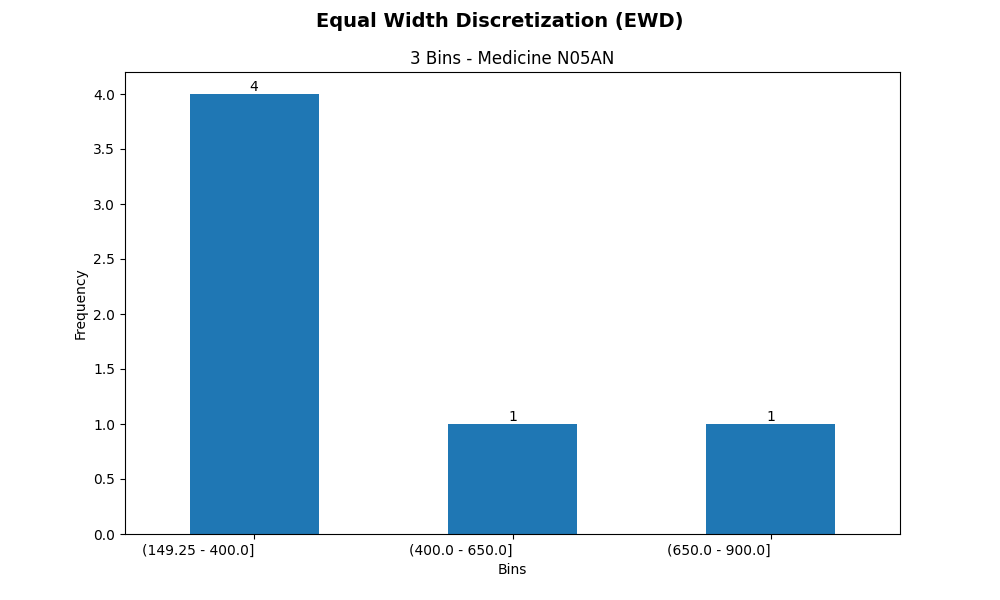 Equal Width Discretization (EWD)
3 Bins - Medicine N05AN
4
4.0
3.5
3.0
2.5
2.0
1.5
1.0
0.5
0.0
Frequency
1
1
(149.25 - 400.0]
(400.0 - 650.0]
(650.0 - 900.0]
Bins